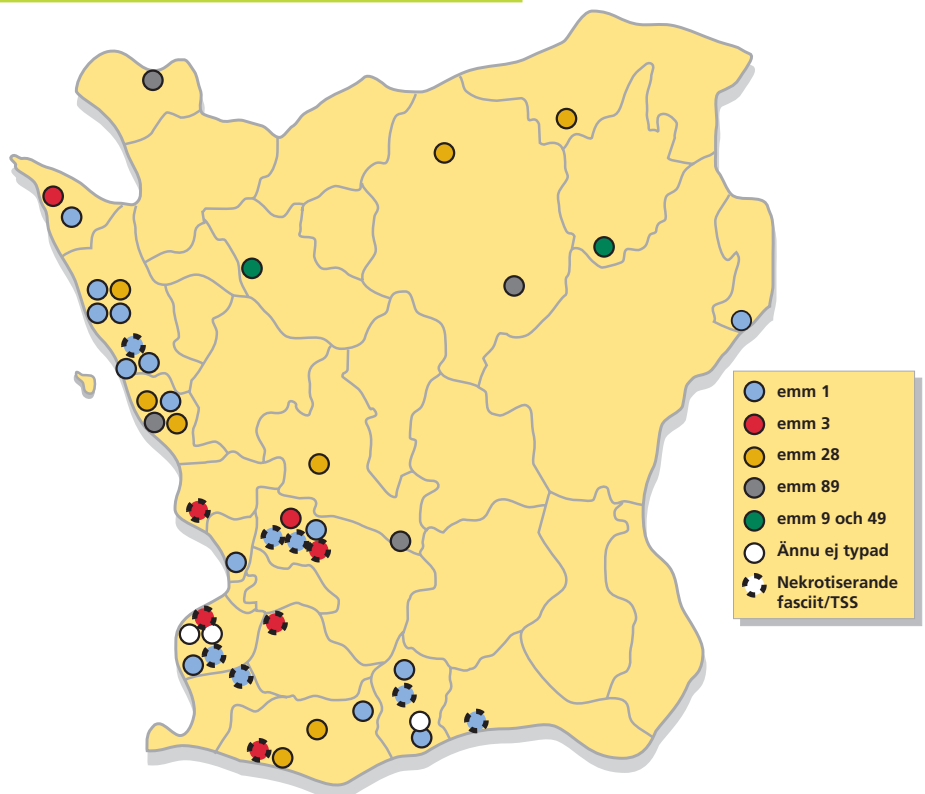 emm 1
emm 3
emm 28
emm 89
emm 9 och 49
Ännu ej typad
Nekrotiserande
fasciit/TSS